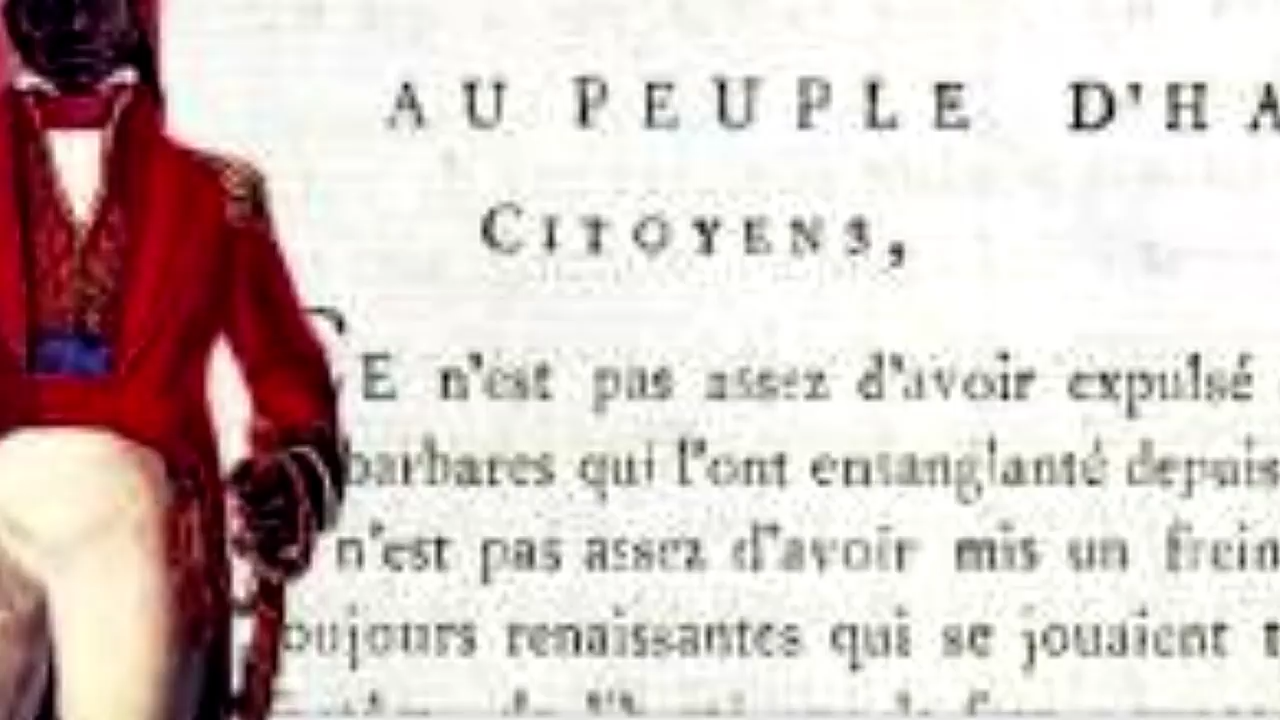 AU PEUPLE D'HA
CITOYENS,
CE n'est pas assez d'avoir expulsé
barbares qui l'ont ensanglanté depuis
n'est pas assez d'avoir mis un frein
oujours renaissantes qui se jouaient t